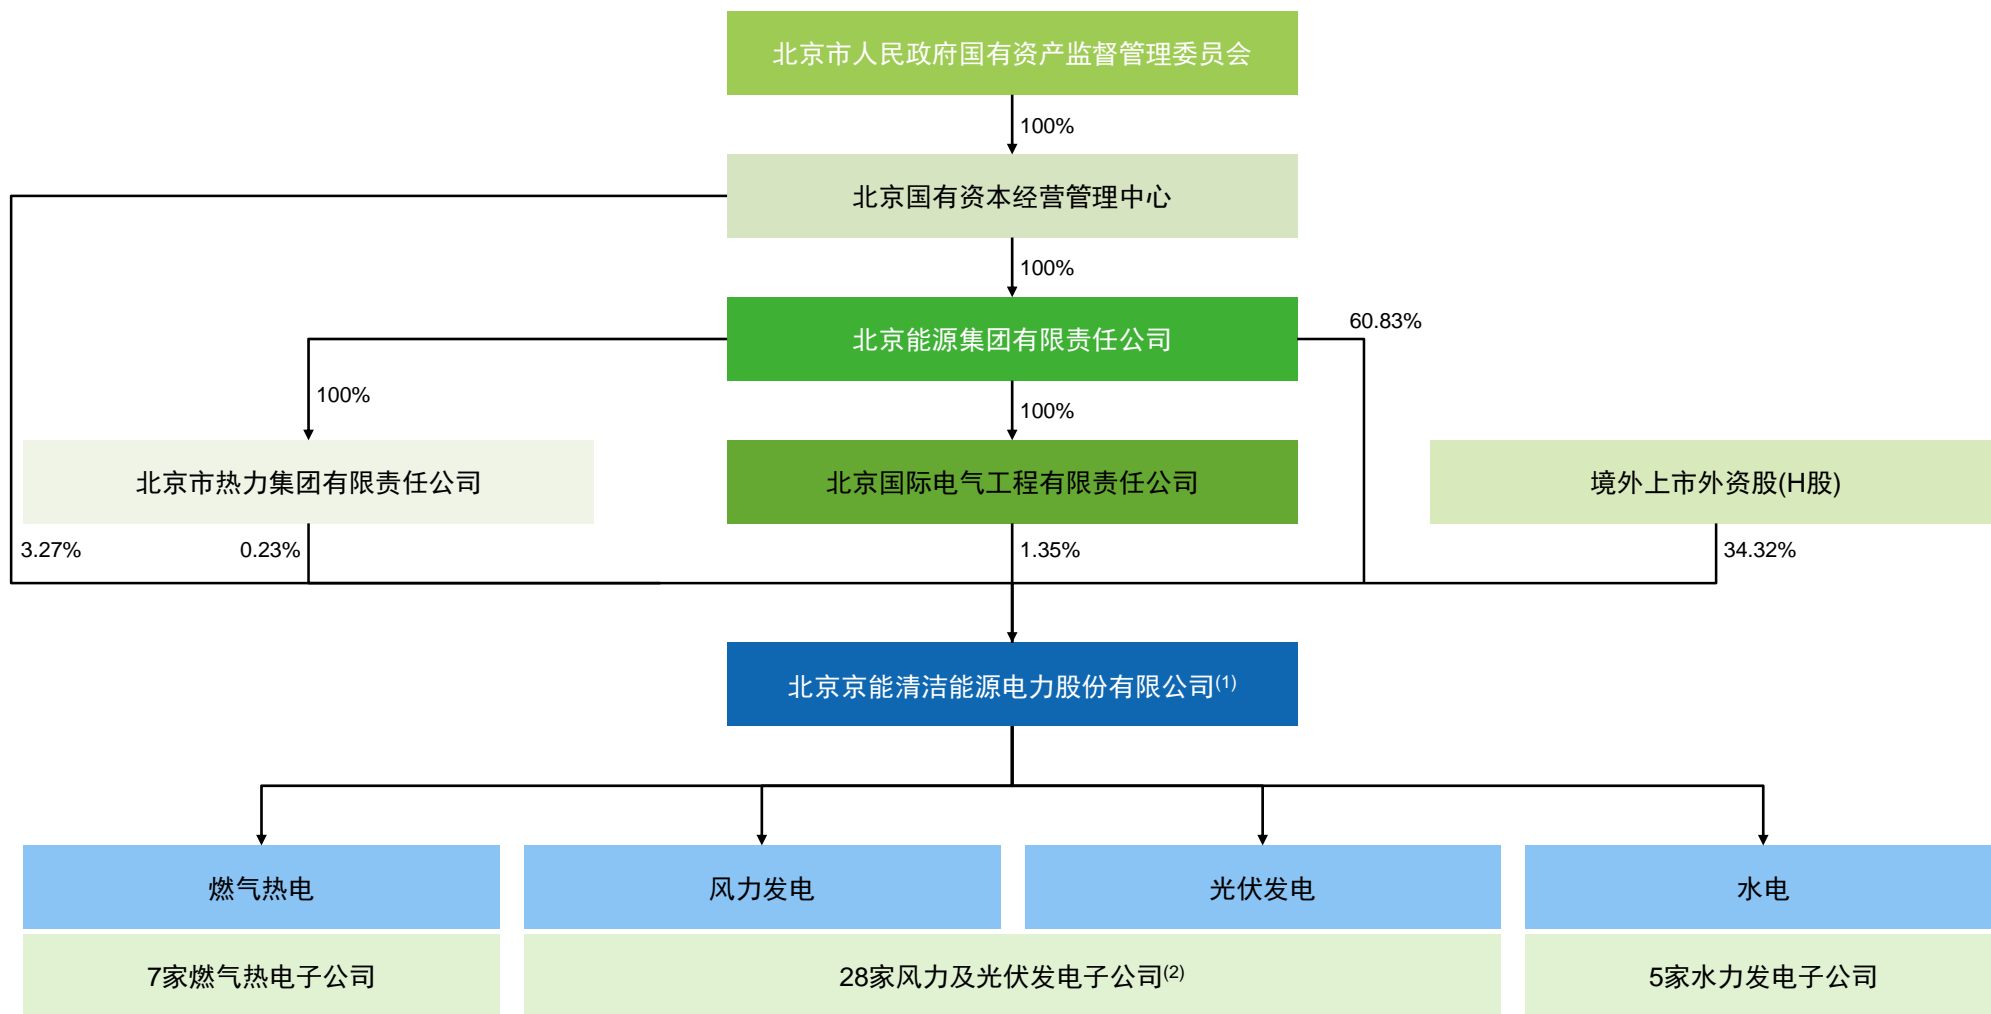 北京市人民政府国有资产监督管理委员会
100%
北京国有资本经营管理中心
100%
北京能源集团有限责任公司
60.83%
100%
100%
北京市热力集团有限责任公司
北京国际电气工程有限责任公司
境外上市外资股(H股)
3.27%
0.23%
1.35%
34.32%
北京京能清洁能源电力股份有限公司(1)
燃气热电
风力发电
光伏发电
水电
7家燃气热电子公司
28家风力及光伏发电子公司(2)
5家水力发电子公司